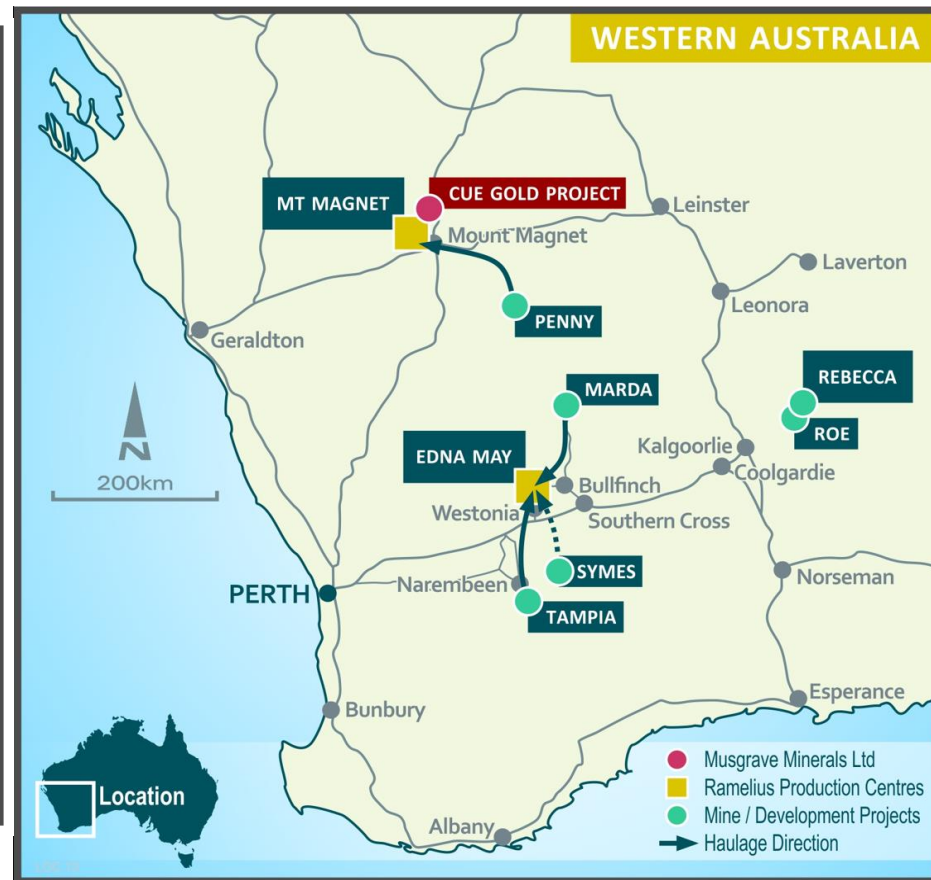 WESTERN AUSTRALIA
MT MAGNET
CUE GOLD PROJECT
Leinster
Mount Magnet
Laverton
Leonora
PENNY
Geraldton
REBECCA
MARDA
ROE
N
EDNA MAY
Kalgoorlie
Coolgardie
200km
Bullfinch
Westonia
Southern Cross
SYMES
Norseman
Narembeen
PERTH
TAMPIA
Esperance
Bunbury
Musgrave Minerals Ltd
Ramelius Production Centres
Location
Mine / Development Projects
Albany
Haulage Direction